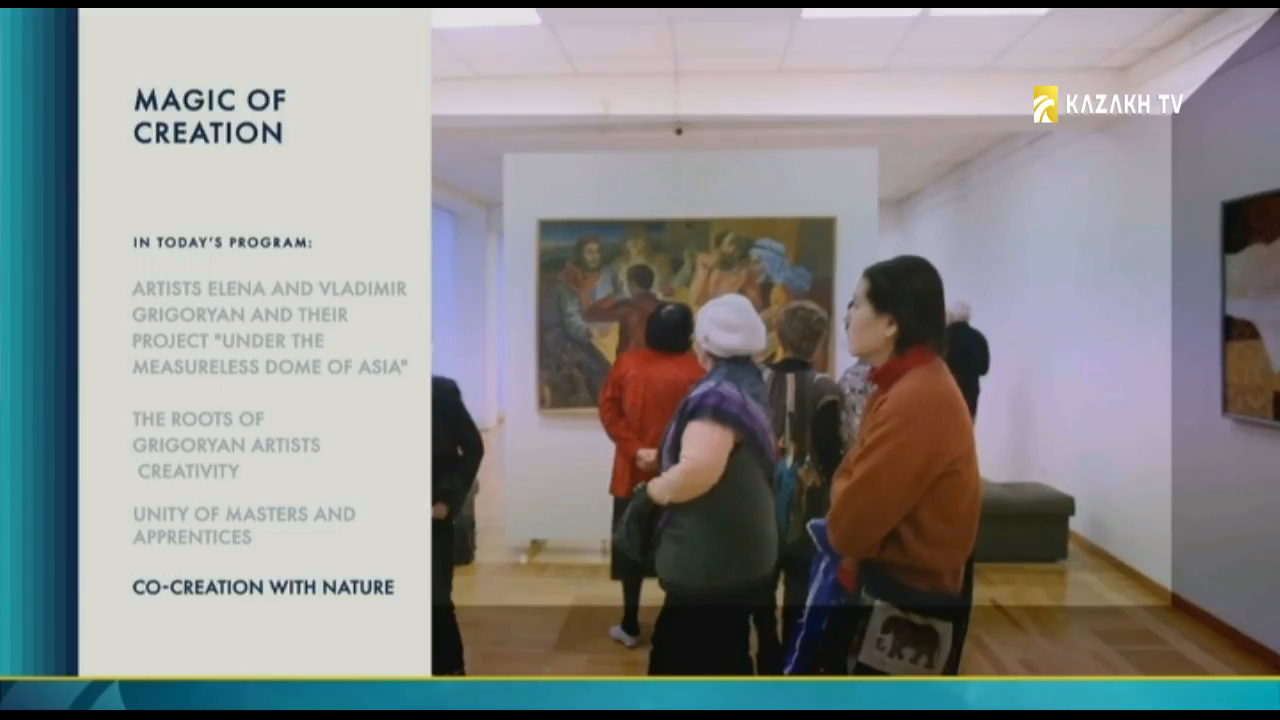 MAGIC OF
CREATION
KAZAKH TV
IN TODAY'S PROGRAM:
ARTISTS ELENA AND VLADIMIR
GRIGORYAN AND THEIR
PROJECT "UNDER THE
MEASURELESS DOME OF ASIA"
THE ROOTS OF
GRIGORYAN ARTISTS
CREATIVITY
UNITY OF MASTERS AND
APPRENTICES
CO-CREATION WITH NATURE